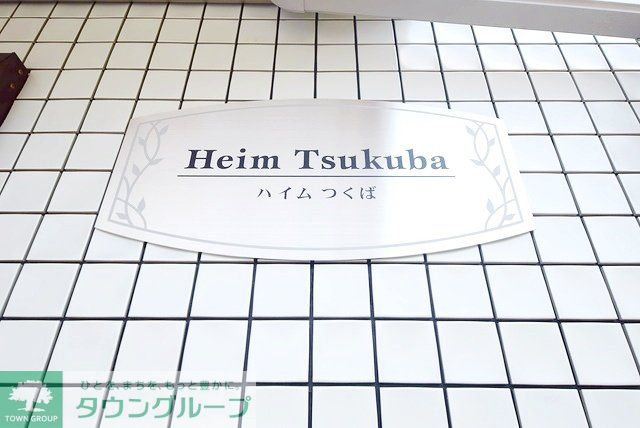 Heim Tsukuba
ハイム つくば
ひとを、まちを、もっと豊かに。
タウングループ
TOWN GROUP